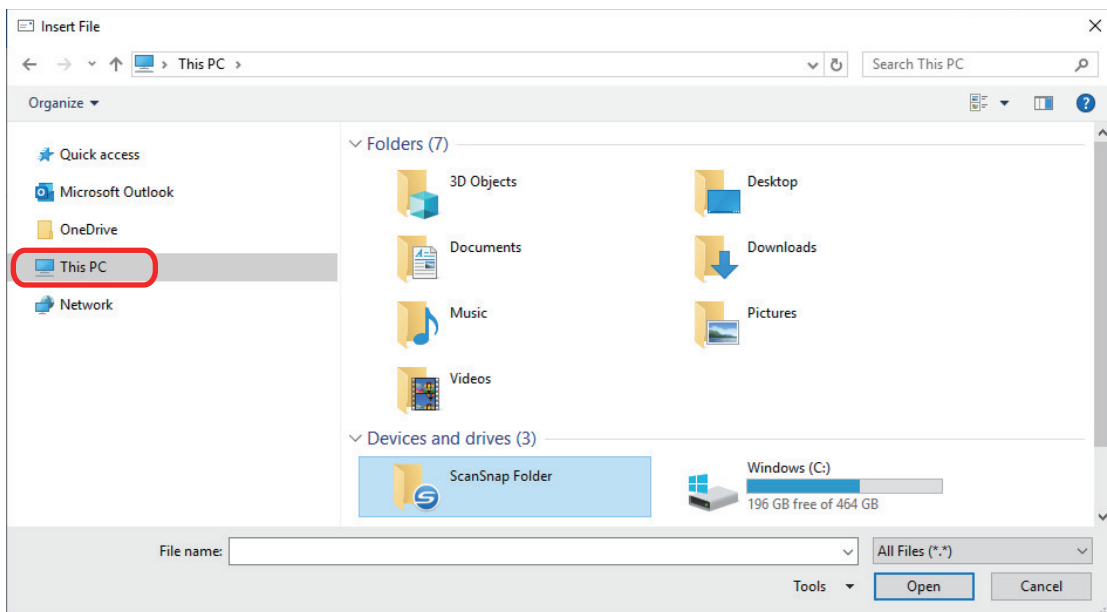 Insert File
This PC
Search This PC
Organize
Quick access
Microsoft Outlook
OneDrive
This PC
Network
Folders (7)
3D Objects
Desktop
Documents
Downloads
Music
Pictures
Videos
Devices and drives (3)
ScanSnap Folder
Windows (C:)
196 GB free of 464 GB
File name:
All Files (*.*)
Tools
Open
Cancel